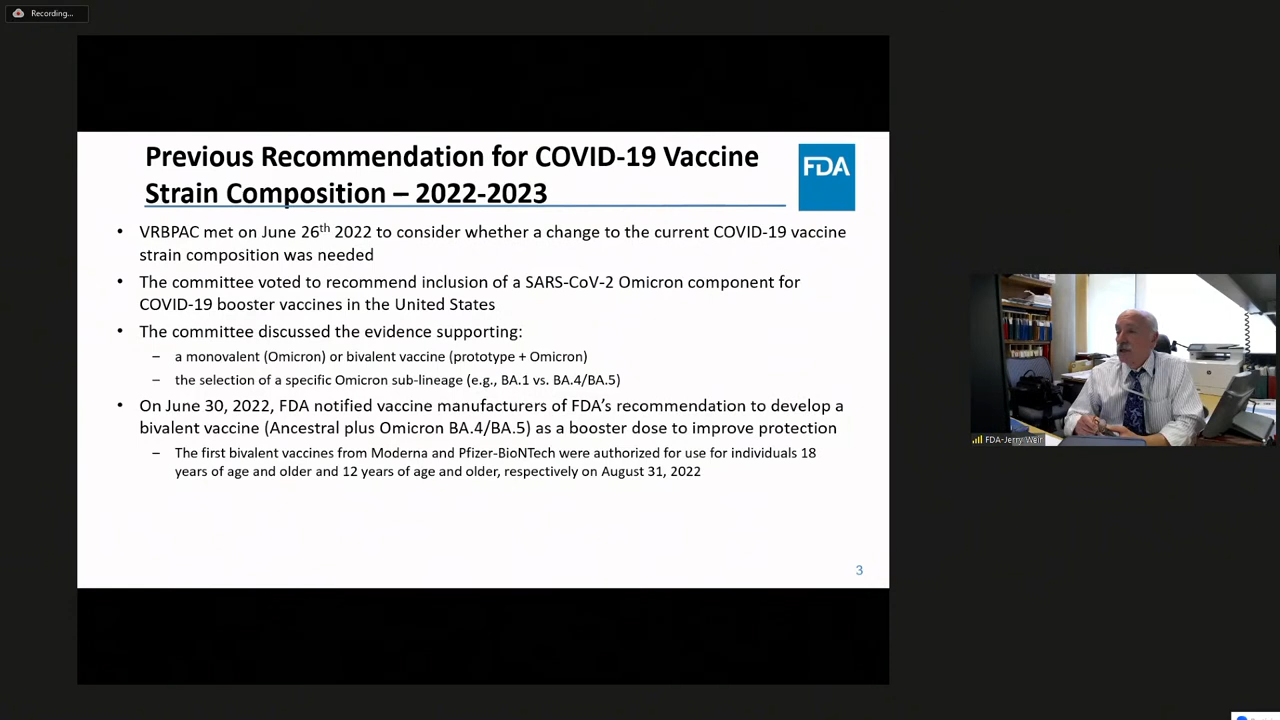 Recording...
Previous Recommendation for COVID-19 Vaccine
Strain Composition – 2022-2023
FDA
• VRBPAC met on June 26th 2022 to consider whether a change to the current COVID-19 vaccine
strain composition was needed
• The committee voted to recommend inclusion of a SARS-CoV-2 Omicron component for
COVID-19 booster vaccines in the United States
• The committee discussed the evidence supporting:
– a monovalent (Omicron) or bivalent vaccine (prototype + Omicron)
– the selection of a specific Omicron sub-lineage (e.g., BA.1 vs. BA.4/BA.5)
• On June 30, 2022, FDA notified vaccine manufacturers of FDA's recommendation to develop a
bivalent vaccine (Ancestral plus Omicron BA.4/BA.5) as a booster dose to improve protection
– The first bivalent vaccines from Moderna and Pfizer-BioNTech were authorized for use for individuals 18
years of age and older and 12 years of age and older, respectively on August 31, 2022
3
FDA-Jerry Weir